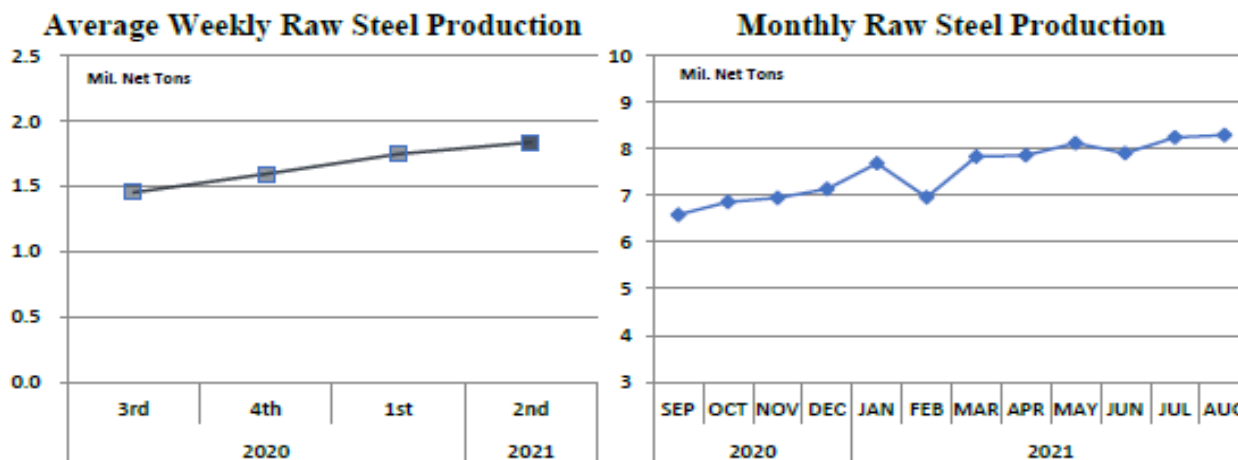 Average Weekly Raw Steel Production
Mil. Net Tons
2.5
2.0
1.5
1.0
0.5
0.0
3rd 4th 1st 2nd
2020 2021
Monthly Raw Steel Production
Mil. Net Tons
10
9
8
7
6
5
4
3
SEP OCT NOV DEC JAN FEB MAR APR MAY JUN JUL AUG
2020 2021